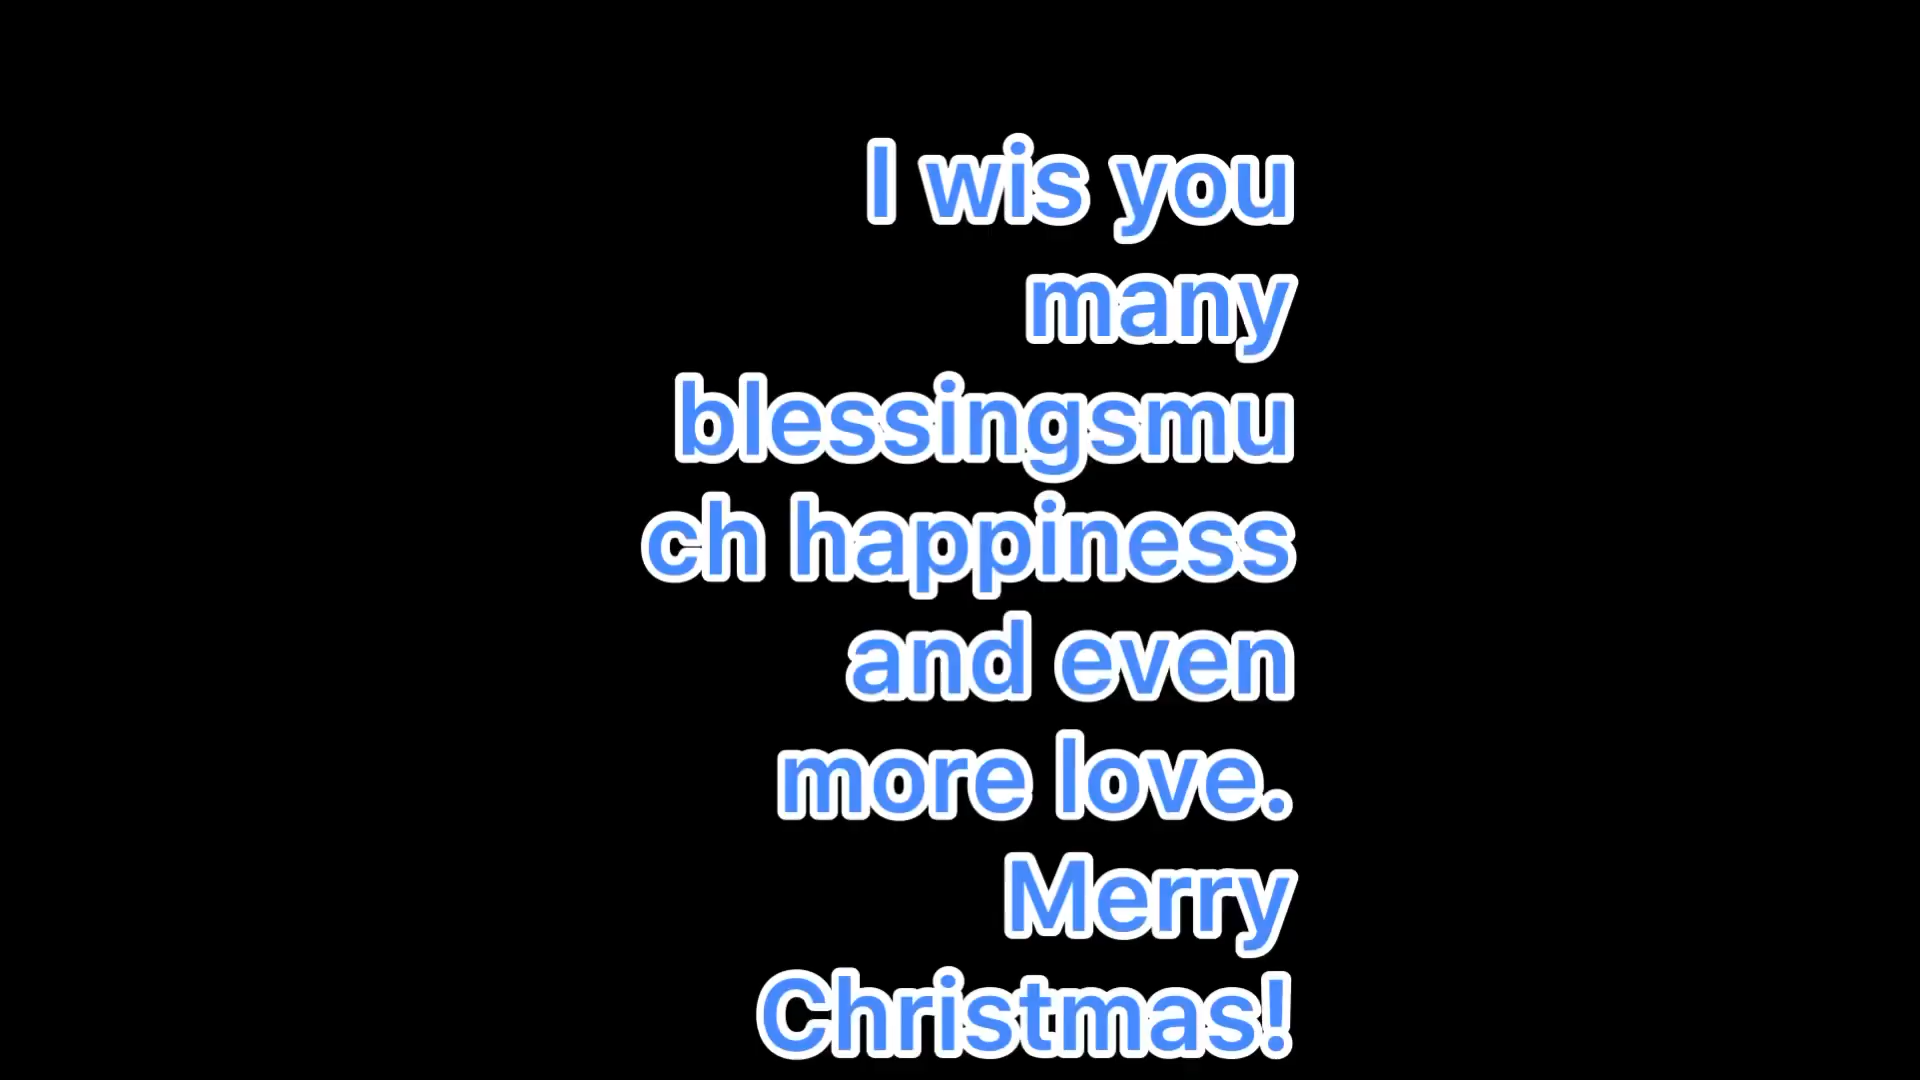 I wis you
many
blessingsmu
ch happiness
and even
more love.
Merry
Christmas!